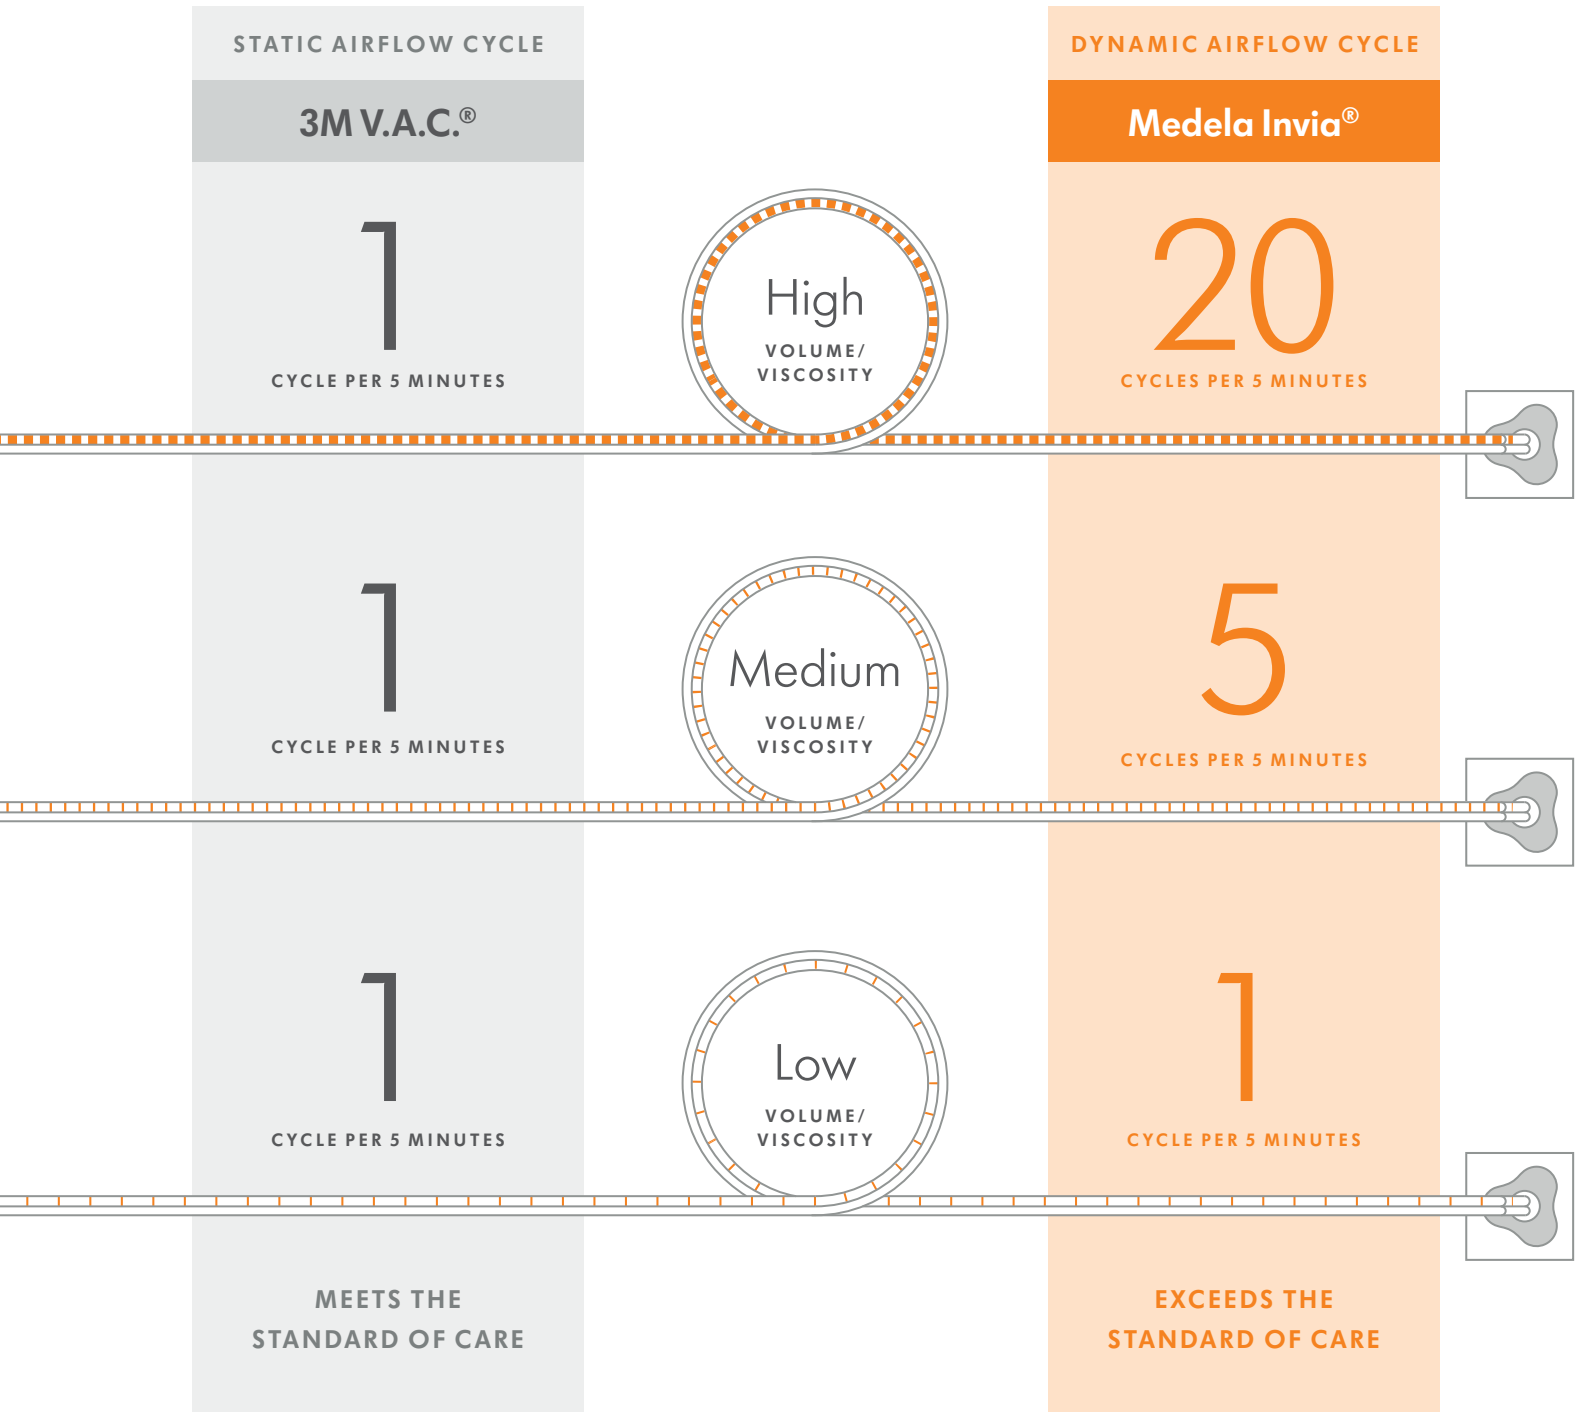 STATIC AIRFLOW CYCLE
DYNAMIC AIRFLOW CYCLE
3M V.A.C.®
Medela Invia®
1
CYCLE PER 5 MINUTES
High
VOLUME/
VISCOSITY
20
CYCLES PER 5 MINUTES
1
CYCLE PER 5 MINUTES
Medium
VOLUME/
VISCOSITY
5
CYCLES PER 5 MINUTES
1
CYCLE PER 5 MINUTES
Low
VOLUME/
VISCOSITY
1
CYCLE PER 5 MINUTES
MEETS THE
STANDARD OF CARE
EXCEEDS THE
STANDARD OF CARE